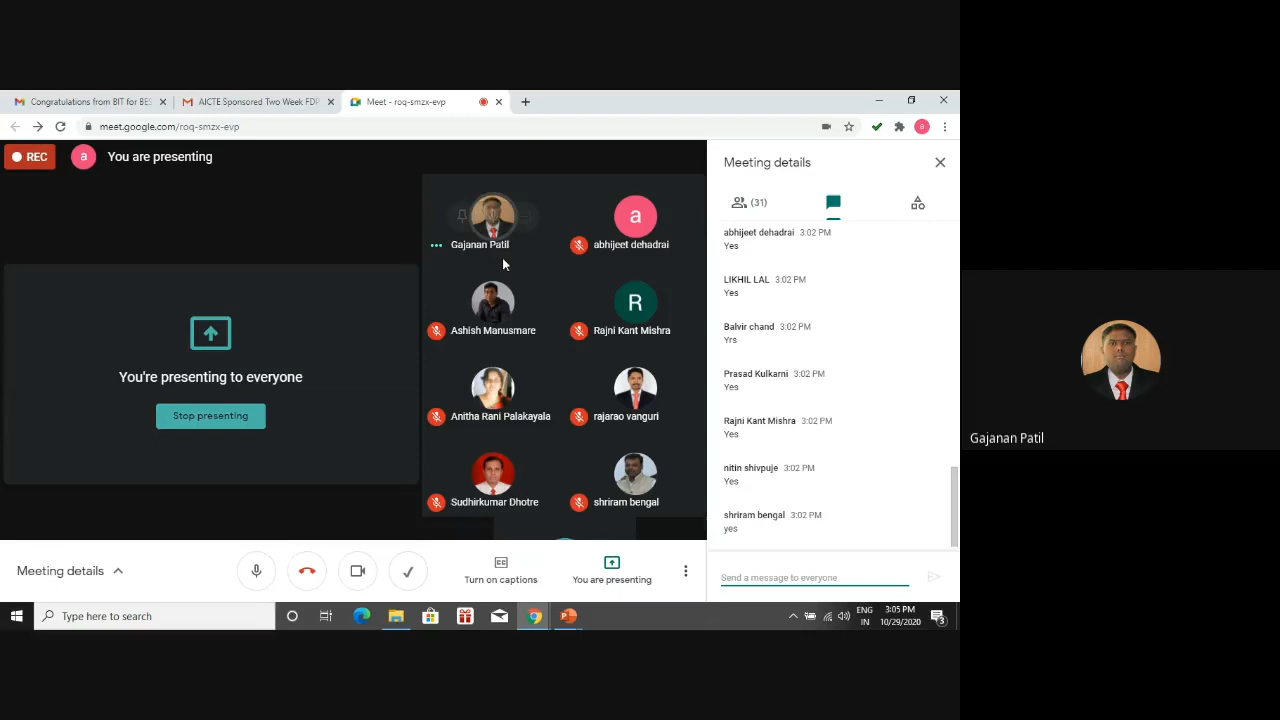 Congratulations from BIT for BES
AICTE Sponsored Two Week FDP
Meet - roq-smzx-evp
meet.google.com/roq-smzx-evp
a
REC
a
You are presenting
Meeting details
(31)
Gajanan Patil
a
abhijeet dehadrai
Ashish Manusmare
R
Rajni Kant Mishra
Anitha Rani Palakayala
rajarao vanguri
Sudhirkumar Dhotre
shriram bengal
You're presenting to everyone
Stop presenting
abhijeet dehadrai 3:02 PM
Yes
LIKHIL LAL 3:02 PM
Yes
Balvir chand 3:02 PM
Yrs
Prasad Kulkarni 3:02 PM
Yes
Rajni Kant Mishra 3:02 PM
Yes
nitin shivpuje 3:02 PM
Yes
shriram bengal 3:02 PM
yes
Send a message to everyone
Meeting details
Turn on captions
You are presenting
Type here to search
ENG
IN
3:05 PM
10/29/2020
3
Gajanan Patil